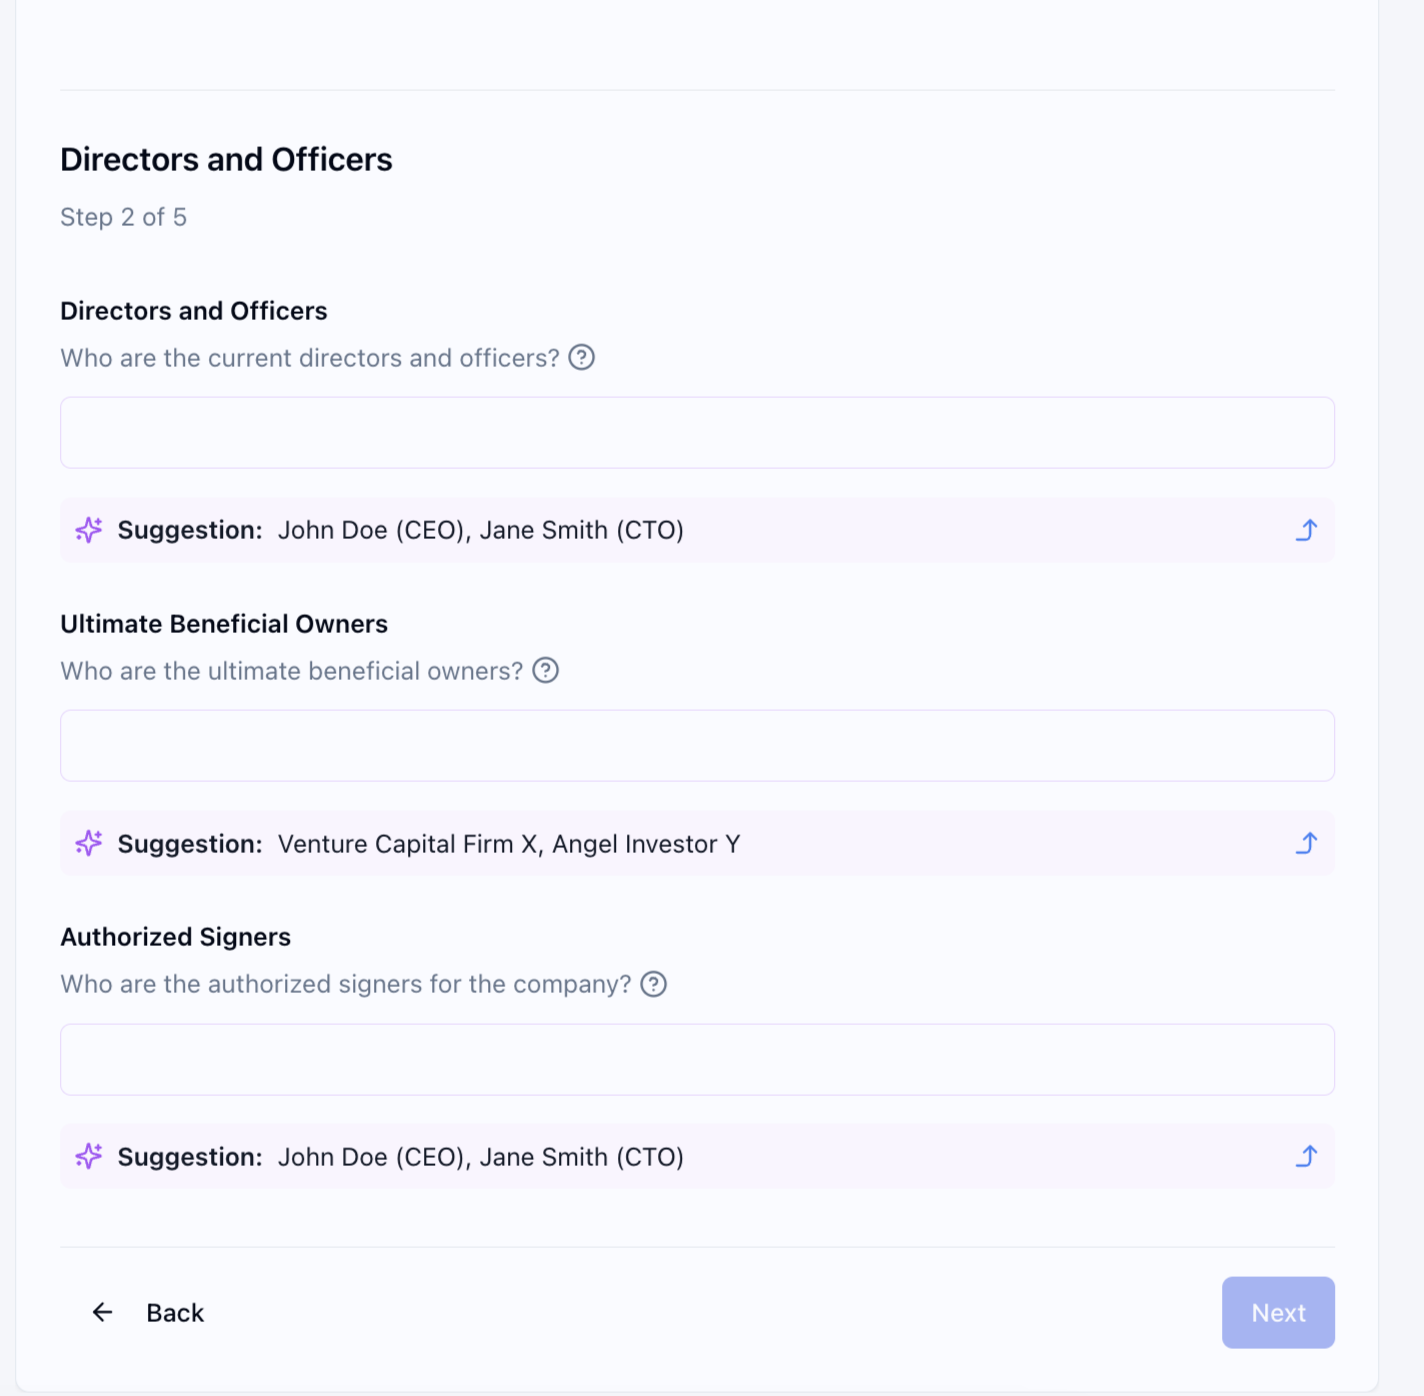 Directors and Officers
Step 2 of 5
Directors and Officers
Who are the current directors and officers?
Suggestion: John Doe (CEO), Jane Smith (CTO)
Ultimate Beneficial Owners
Who are the ultimate beneficial owners?
Suggestion: Venture Capital Firm X, Angel Investor Y
Authorized Signers
Who are the authorized signers for the company?
Suggestion: John Doe (CEO), Jane Smith (CTO)
Back
Next